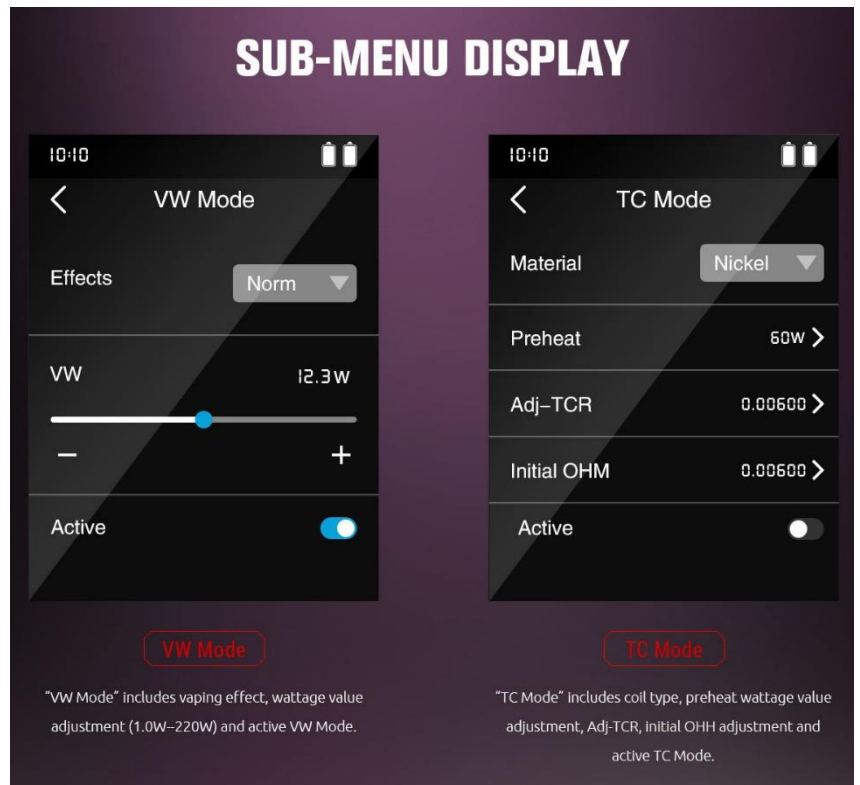 SUB-MENU DISPLAY
10:10
VW Mode
Effects
Norm
VW
12.3W
−
+
Active
10:10
TC Mode
Material
Nickel
Preheat
60W
Adj-TCR
0.00600
Initial OHM
0.00600
Active
VW Mode
"VW Mode" includes vaping effect, wattage value
adjustment (1.0W--220W) and active VW Mode.
TC Mode
"TC Mode" includes coil type, preheat wattage value
adjustment, Adj-TCR, initial OHH adjustment and
active TC Mode.